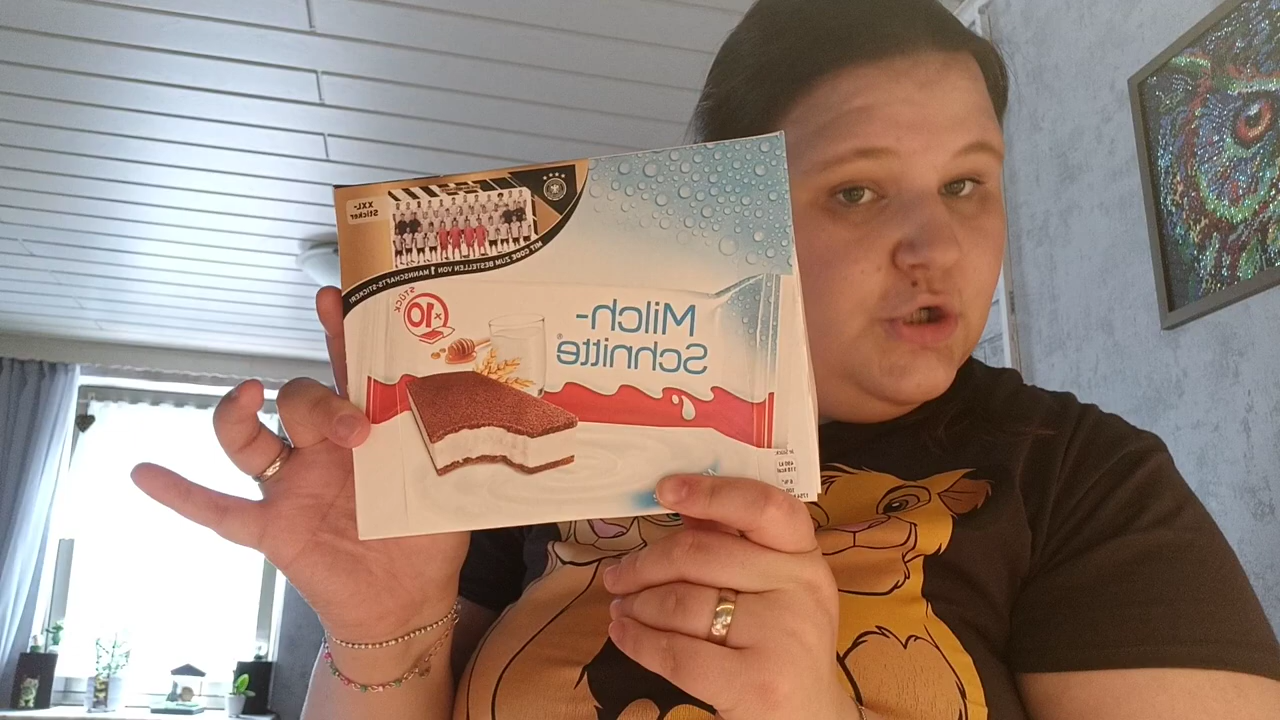 XXL-
Sticker
MIT CODE ZUM BESTELLEN VON 1 MANNSCHAFTS-STICKER!
×10
STÜCK
Milch-
Schnitte®